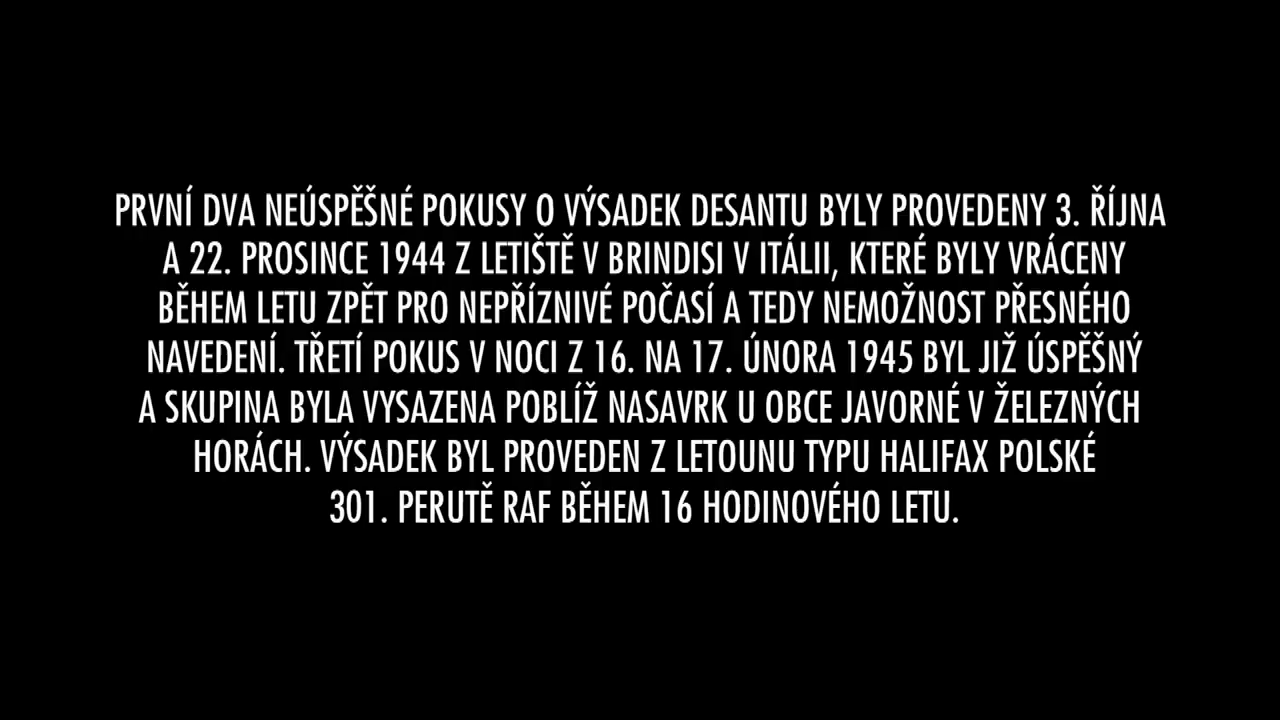 PRVNÍ DVA NEÚSPĚŠNÉ POKUSY O VÝSADEK DESANTU BYLY PROVEDENY 3. ŘÍJNA
A 22. PROSINCE 1944 Z LETIŠTĚ V BRINDISI V ITÁLII, KTERÉ BYLY VRÁCENY
BĚHEM LETU ZPĚT PRO NEPŘÍZNIVÉ POČASÍ A TEDY NEMOŽNOST PŘESNÉHO
NAVEDENÍ. TŘETÍ POKUS V NOCI Z 16. NA 17. ÚNORA 1945 BYL JIŽ ÚSPĚŠNÝ
A SKUPINA BYLA VYSAZENA POBLÍŽ NASAVRK U OBCE JAVORNÉ V ŽELEZNÝCH
HORÁCH. VÝSADEK BYL PROVEDEN Z LETOUNU TYPU HALIFAX POLSKÉ
301. PERUTĚ RAF BĚHEM 16 HODINOVÉHO LETU.